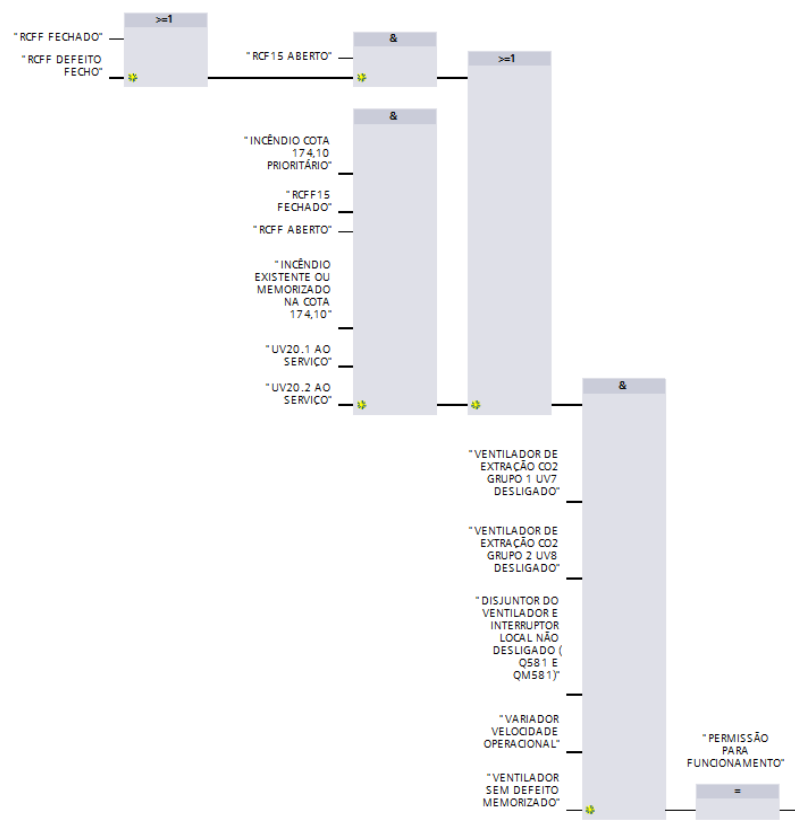 >=1
"RCFF FECHADO"
"RCFF DEFEITO
FECHO"
&
"RCF15 ABERTO"
>=1
&
"INCÊNDIO COTA
174,10
PRIORITÁRIO"
"RCFF15
FECHADO"
"RCFF ABERTO"
"INCÊNDIO
EXISTENTE OU
MEMORIZADO
NA COTA
174,10"
"UV20.1 AO
SERVIÇO"
"UV20.2 AO
SERVIÇO"
&
"VENTILADOR DE
EXTRAÇÃO CO2
GRUPO 1 UV7
DESLIGADO"
"VENTILADOR DE
EXTRAÇÃO CO2
GRUPO 2 UV8
DESLIGADO"
"DISJUNTOR DO
VENTILADOR E
INTERRUPTOR
LOCAL NÃO
DESLIGADO (
Q581 E
QM581)"
"VARIADOR
VELOCIDADE
OPERACIONAL"
"VENTILADOR
SEM DEFEITO
MEMORIZADO"
"PERMISSÃO
PARA
FUNCIONAMENTO"
=